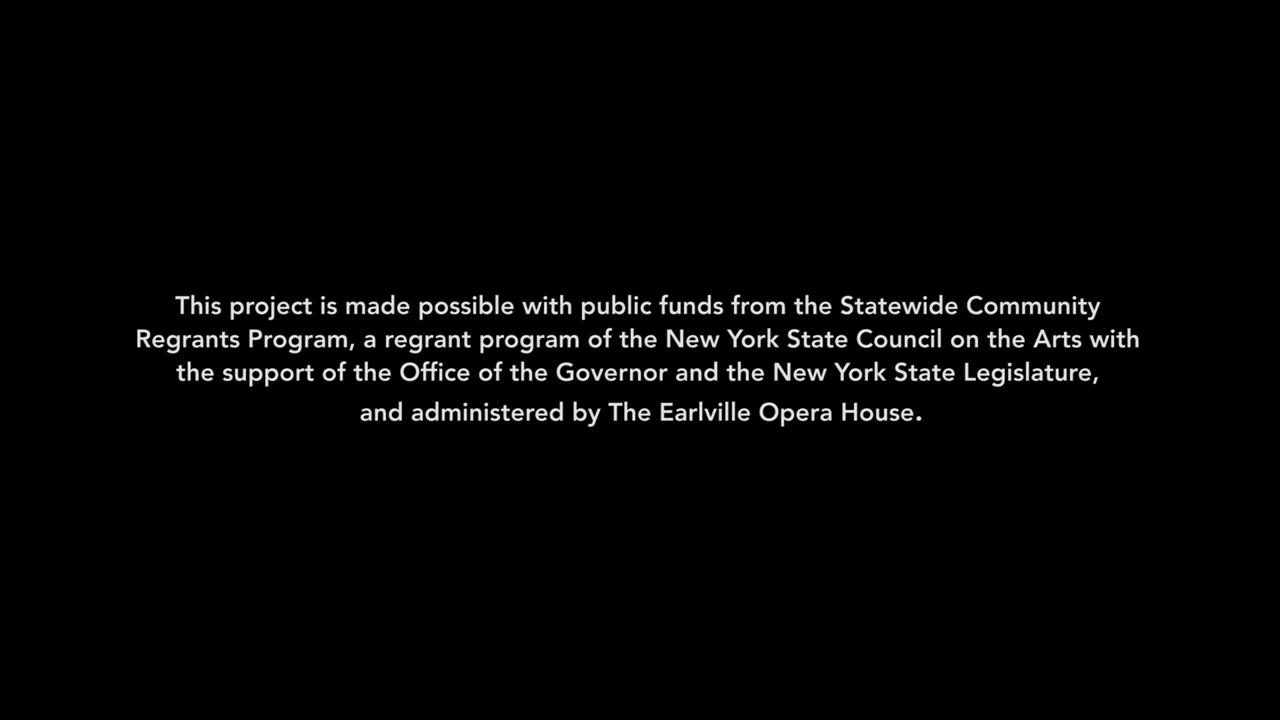 This project is made possible with public funds from the Statewide Community
Regrants Program, a regrant program of the New York State Council on the Arts with
the support of the Office of the Governor and the New York State Legislature,
and administered by The Earlville Opera House.